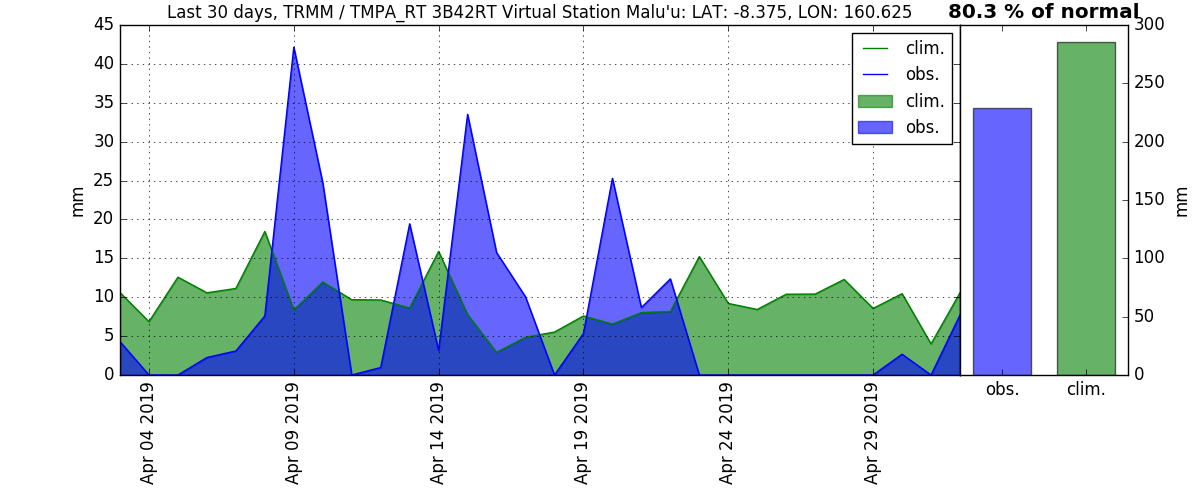 Last 30 days, TRMM / TMPA_RT 3B42RT Virtual Station Malu'u: LAT: -8.375, LON: 160.625
80.3 % of normal
45
40
35
30
25
20
15
10
5
0
mm
clim.
obs.
clim.
obs.
Apr 04 2019
Apr 09 2019
Apr 14 2019
Apr 19 2019
Apr 24 2019
Apr 29 2019
300
250
200
150
100
50
0
mm
obs.
clim.